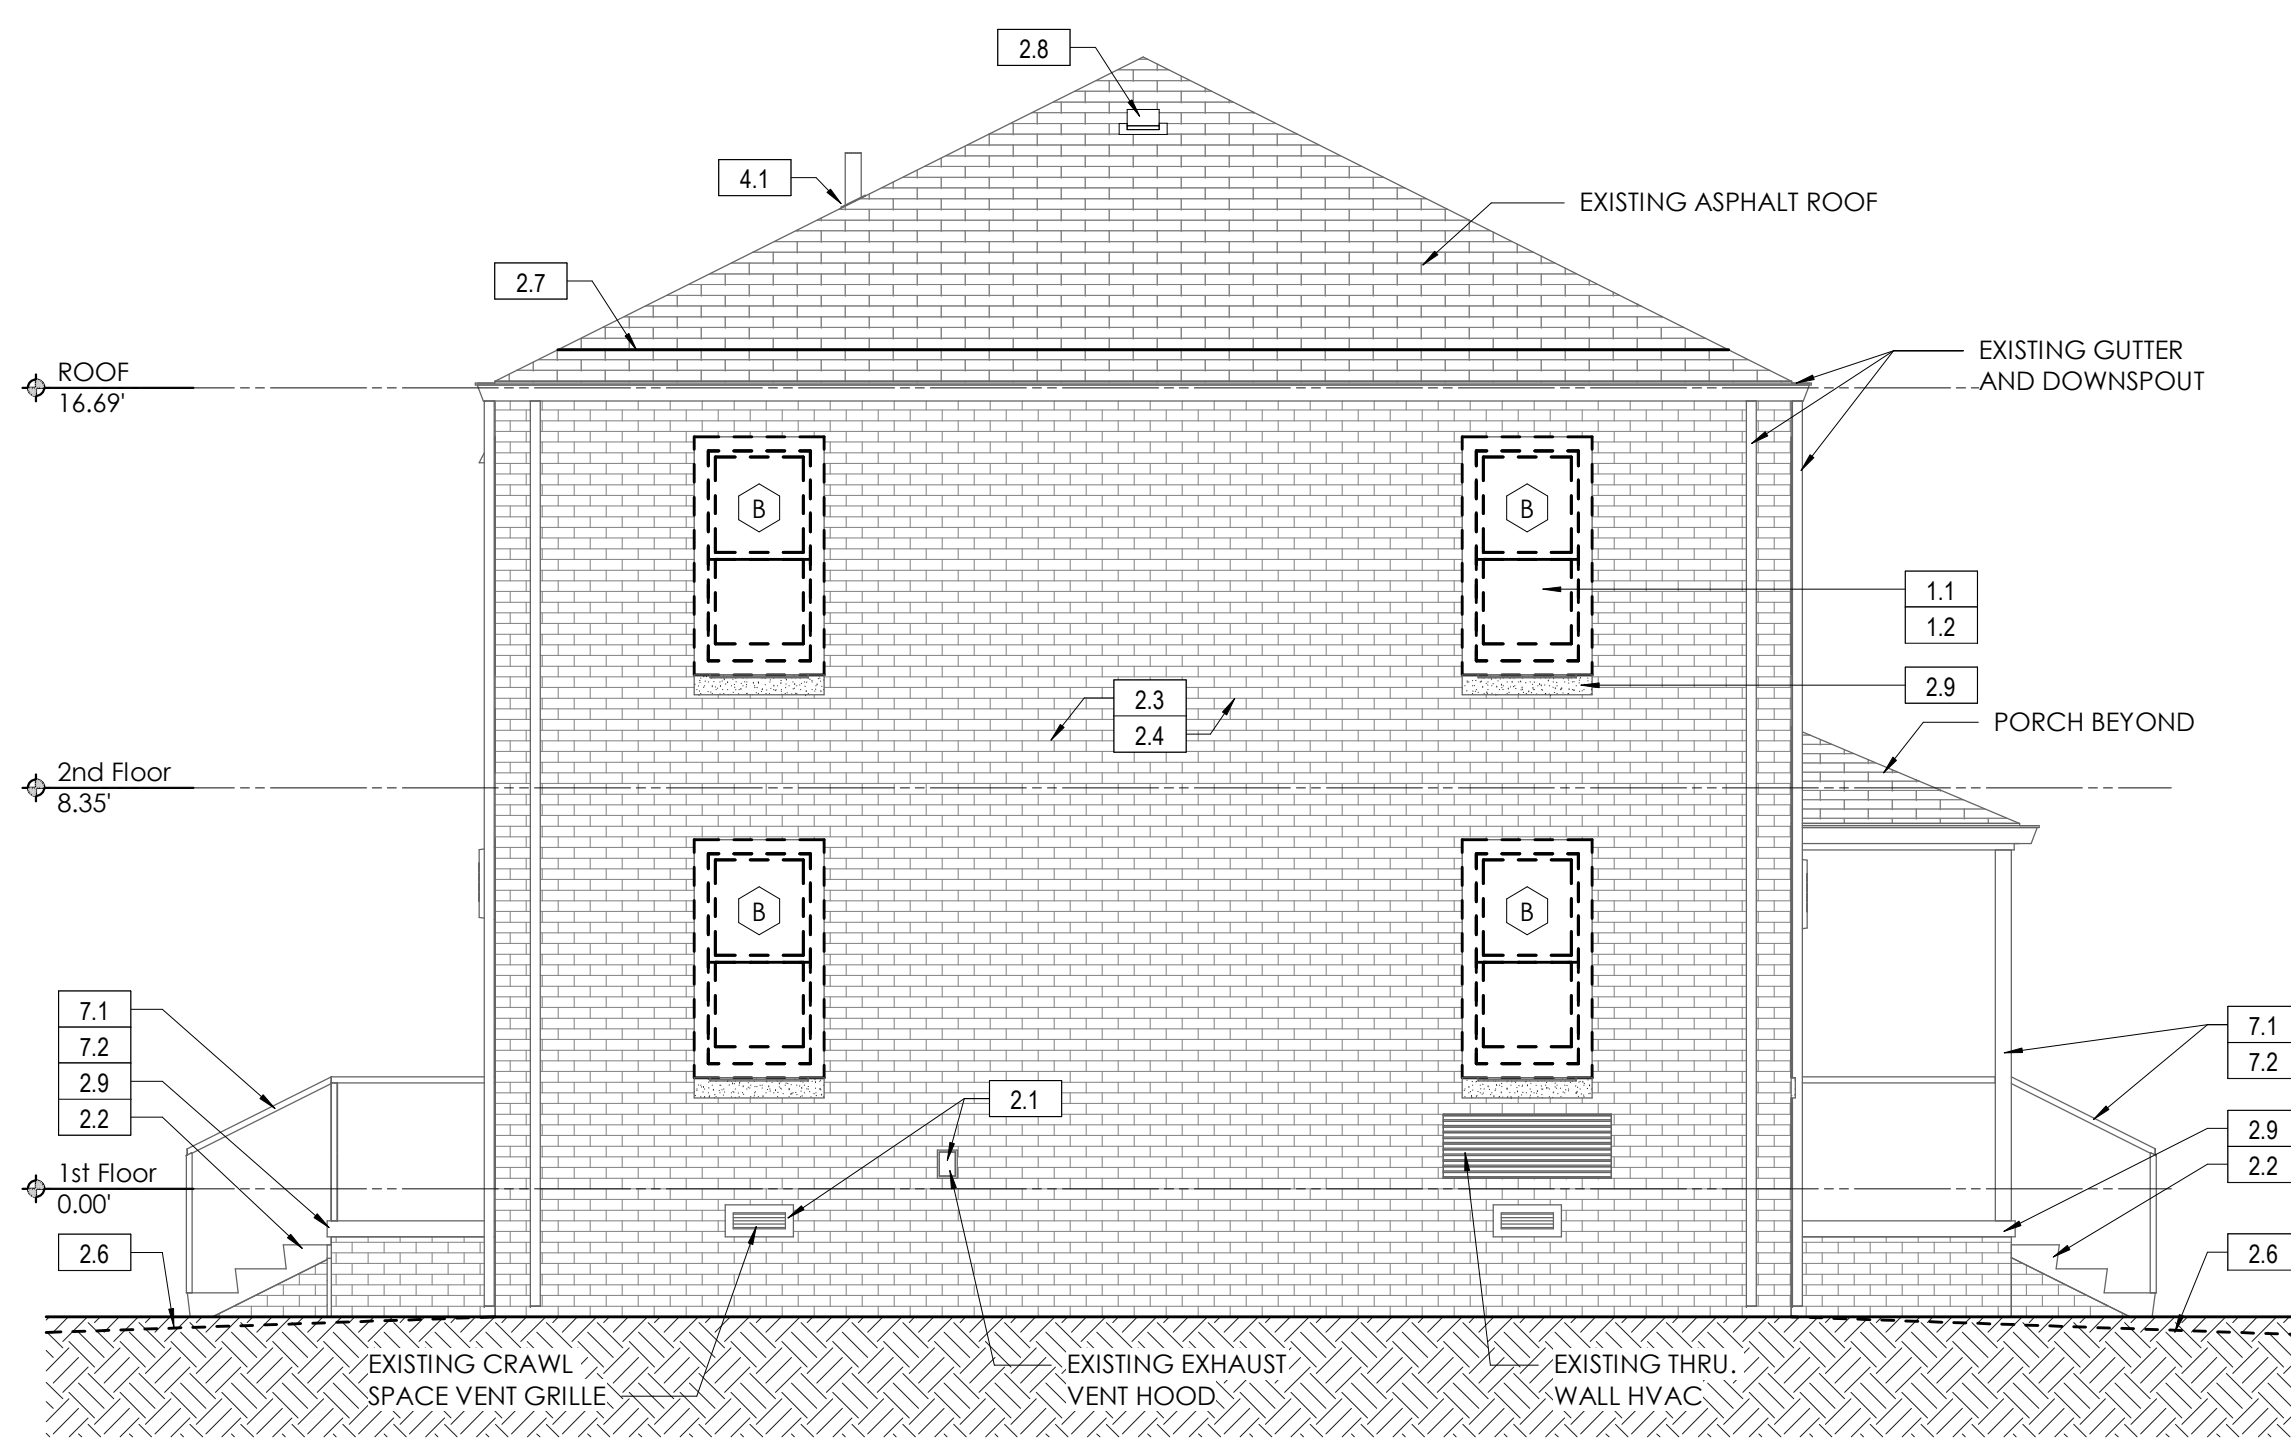 2.8
4.1
EXISTING ASPHALT ROOF
2.7
EXISTING GUTTER
AND DOWNSPOUT
ROOF
16.69'
B
B
1.1
1.2
2.9
2.3
2.4
PORCH BEYOND
2nd Floor
8.35'
B
B
7.1
7.2
2.9
2.2
7.1
7.2
2.1
2.9
2.2
1st Floor
0.00'
2.6
2.6
EXISTING CRAWL
SPACE VENT GRILLE
EXISTING EXHAUST
VENT HOOD
EXISTING THRU.
WALL HVAC